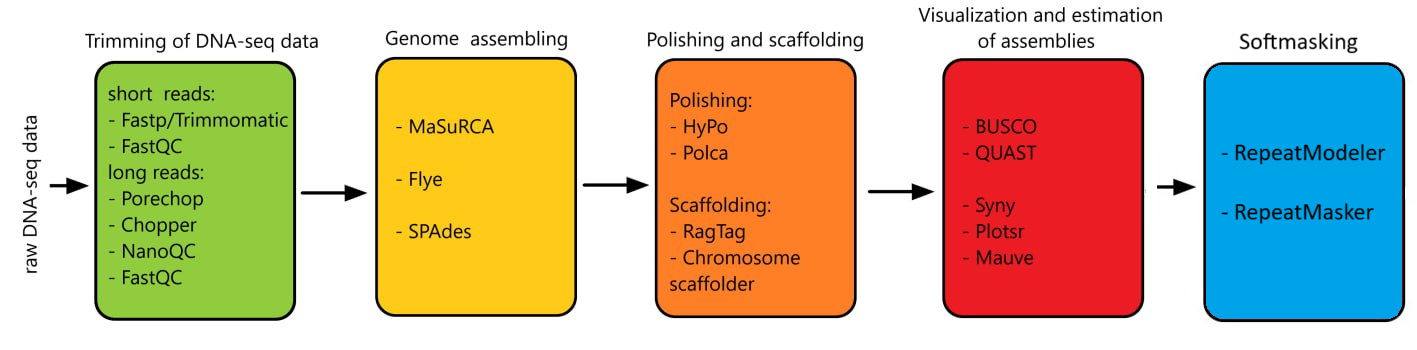 raw DNA-seq data
Trimming of DNA-seq data
short  reads:
- Fastp/Trimmomatic
- FastQC
long reads:
- Porechop
- Chopper
- NanoQC
- FastQC
Genome  assembling
- MaSuRCA
- Flye
- SPAdes
Polishing and scaffolding
Polishing:
- HyPo
- Polca
Scaffolding:
- RagTag
- Chromosome
scaffolder
Visualization and estimation
of assemblies
- BUSCO
- QUAST
- Syny
- Plotsr
- Mauve
Softmasking
- RepeatModeler
- RepeatMasker